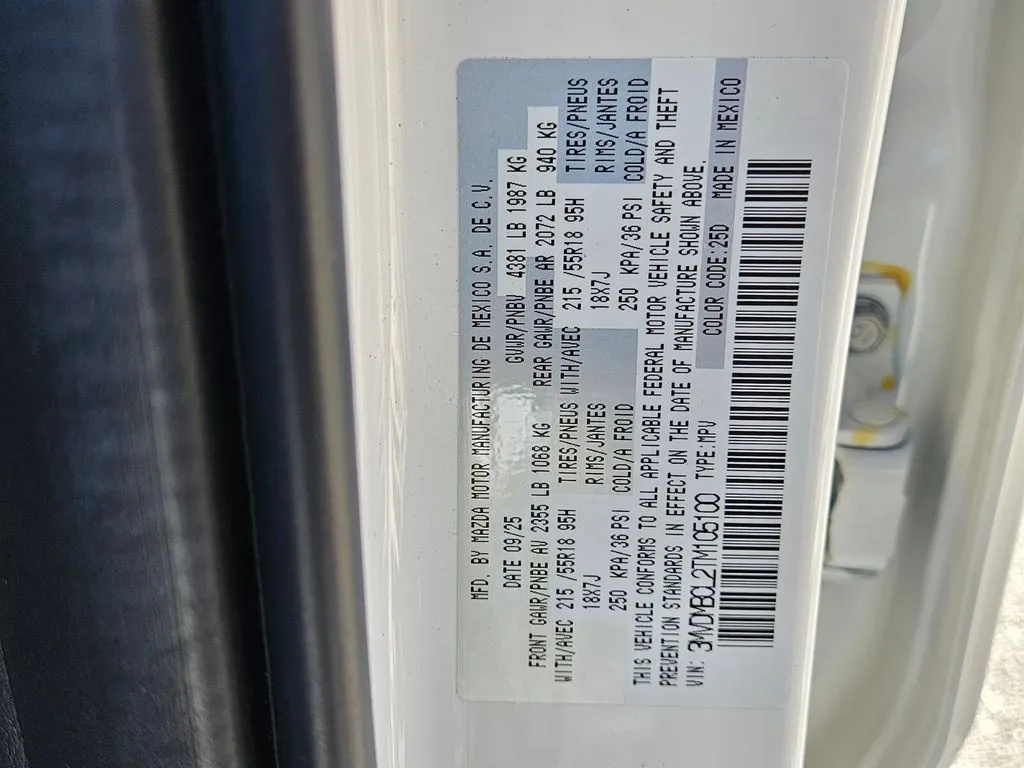 MFD. BY MAZDA MOTOR MANUFACTURING DE MEXICO S.A. DE C.V.
DATE 09/25 GVWR/PNBV 4381 LB 1987 KG
FRONT GAWR/PNBE AV 2355 LB 1068 KG REAR GAWR/PNBE AR 2072 LB 940 KG
WITH/AVEC 215 /55R18 95H TIRES/PNEUS WITH/AVEC 215 /55R18 95H TIRES/PNEUS
18X7J RIMS/JANTES 18X7J RIMS/JANTES
250 KPA/36 PSI COLD/A FROID 250 KPA/36 PSI COLD/A FROID
THIS VEHICLE CONFORMS TO ALL APPLICABLE FEDERAL MOTOR VEHICLE SAFETY AND THEFT
PREVENTION STANDARDS IN EFFECT ON THE DATE OF MANUFACTURE SHOWN ABOVE.
VIN: 3MVDMBCL2TM105100 TYPE:MPV COLOR CODE:25D MADE IN MEXICO